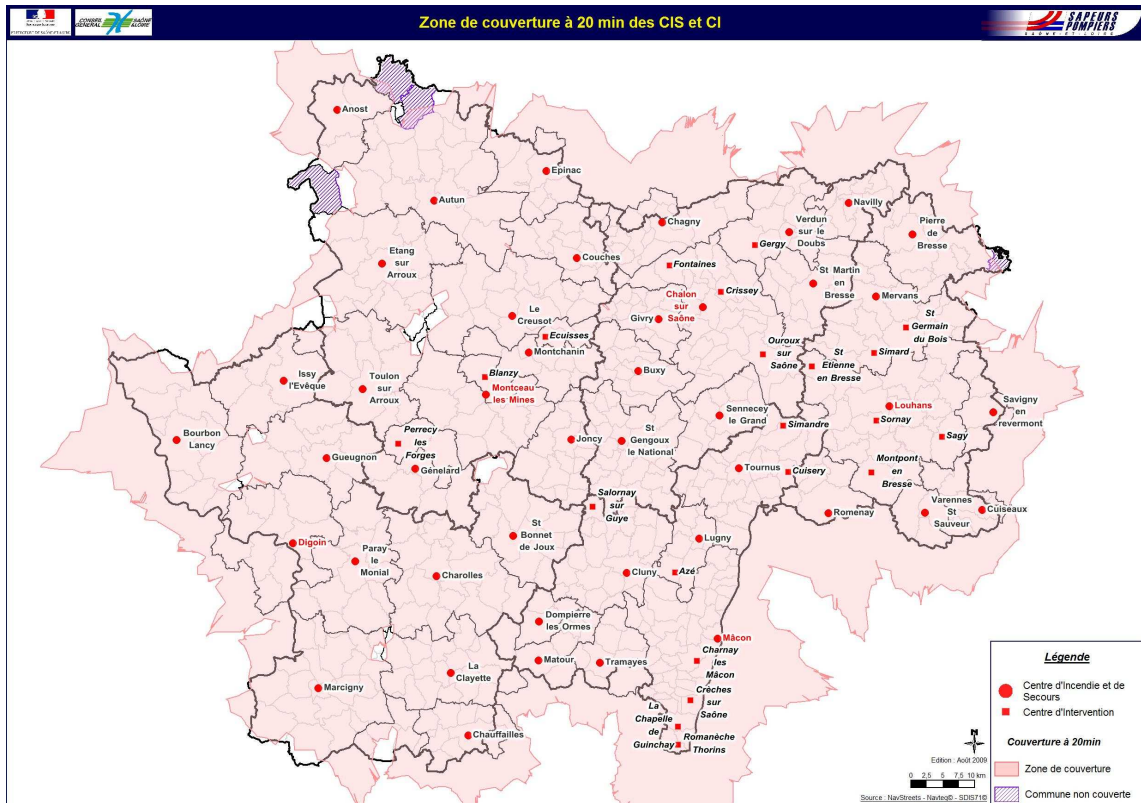 CONSEIL
GENERAL
SAÔNE
&LOIRE
Zone de couverture à 20 min des CIS et CI
SAPEURS
POMPIERS
SAÔNE-ET-LOIRE
Anost
Epinac
Autun
Navilly
Chagny
Verdun
sur le
Doubs
Pierre
de
Bresse
Gergy
Etang
sur
Arroux
Couches
Fontaines
St Martin
en
Bresse
Crissey
Mervans
Chalon
sur
Saône
Le
Creusot
Givry
St
Germain
du Bois
Ecuisses
Montchanin
Ouroux
sur
Saône
Simard
St
Etienne
en Bresse
Blanzy
Buxy
Issy
l'Evêque
Toulon
sur
Arroux
Montceau
les Mines
Louhans
Savigny
en
revermont
Sennecey
le Grand
Sornay
Simandre
Bourbon
Lancy
Perrecy
les
Forges
Joncy
St
Gengoux
le National
Sagy
Gueugnon
Génelard
Tournus
Cuisery
Montpont
en
Bresse
Salornay
sur
Guye
Romenay
Varennes
St
Sauveur
Cuiseaux
St
Bonnet
de Joux
Lugny
Digoin
Paray
le
Monial
Charolles
Cluny
Azé
Dompierre
les Ormes
Mâcon
Charnay
les
Mâcon
Matour
Tramayes
La
Clayette
Marcigny
Crèches
sur
Saône
La
Chapelle
de
Guinchay
Romanèche
Thorins
Chauffailles
Légende
Centre d'Incendie et de
Secours
Centre d'Intervention
Couverture à 20min
Zone de couverture
Commune non couverte
N
Edition : Août 2009
0 2,5 5 7,5 10 km
Source : NavStreets - Navteq© - SDIS71©